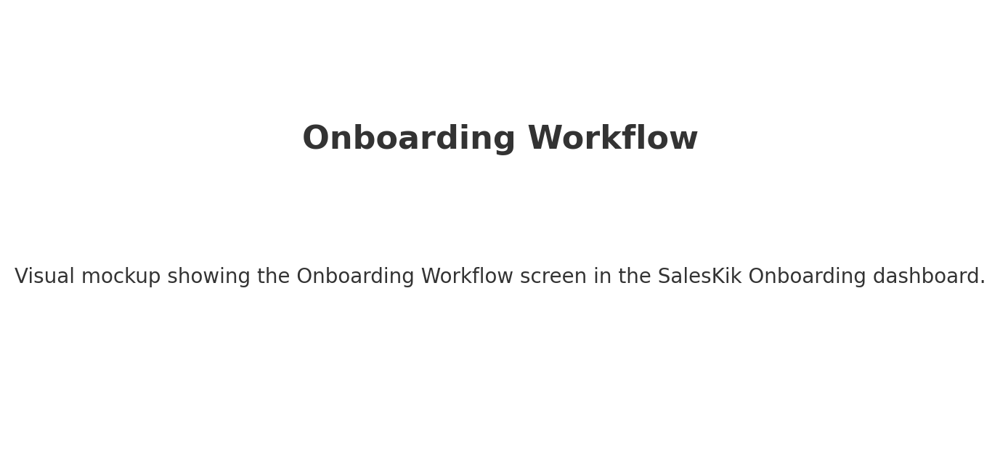 Onboarding Workflow
Visual mockup showing the Onboarding Workflow screen in the SalesKik Onboarding dashboard.